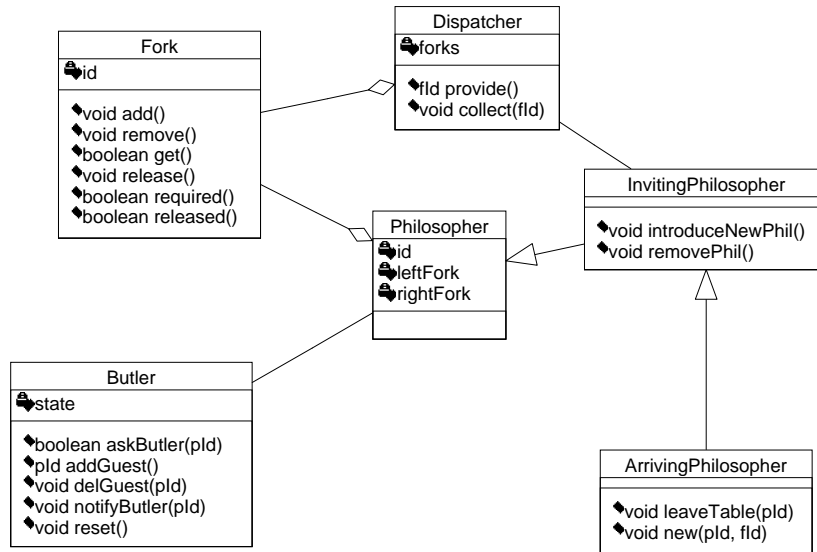 Fork
id
void add()
void remove()
boolean get()
void release()
boolean required()
boolean released()
Dispatcher
forks
fId provide()
void collect(fId)
InvitingPhilosopher
void introduceNewPhil()
void removePhil()
Philosopher
id
leftFork
rightFork
Butler
state
boolean askButler(pId)
pId addGuest()
void delGuest(pId)
void notifyButler(pId)
void reset()
ArrivingPhilosopher
void leaveTable(pId)
void new(pId, fId)